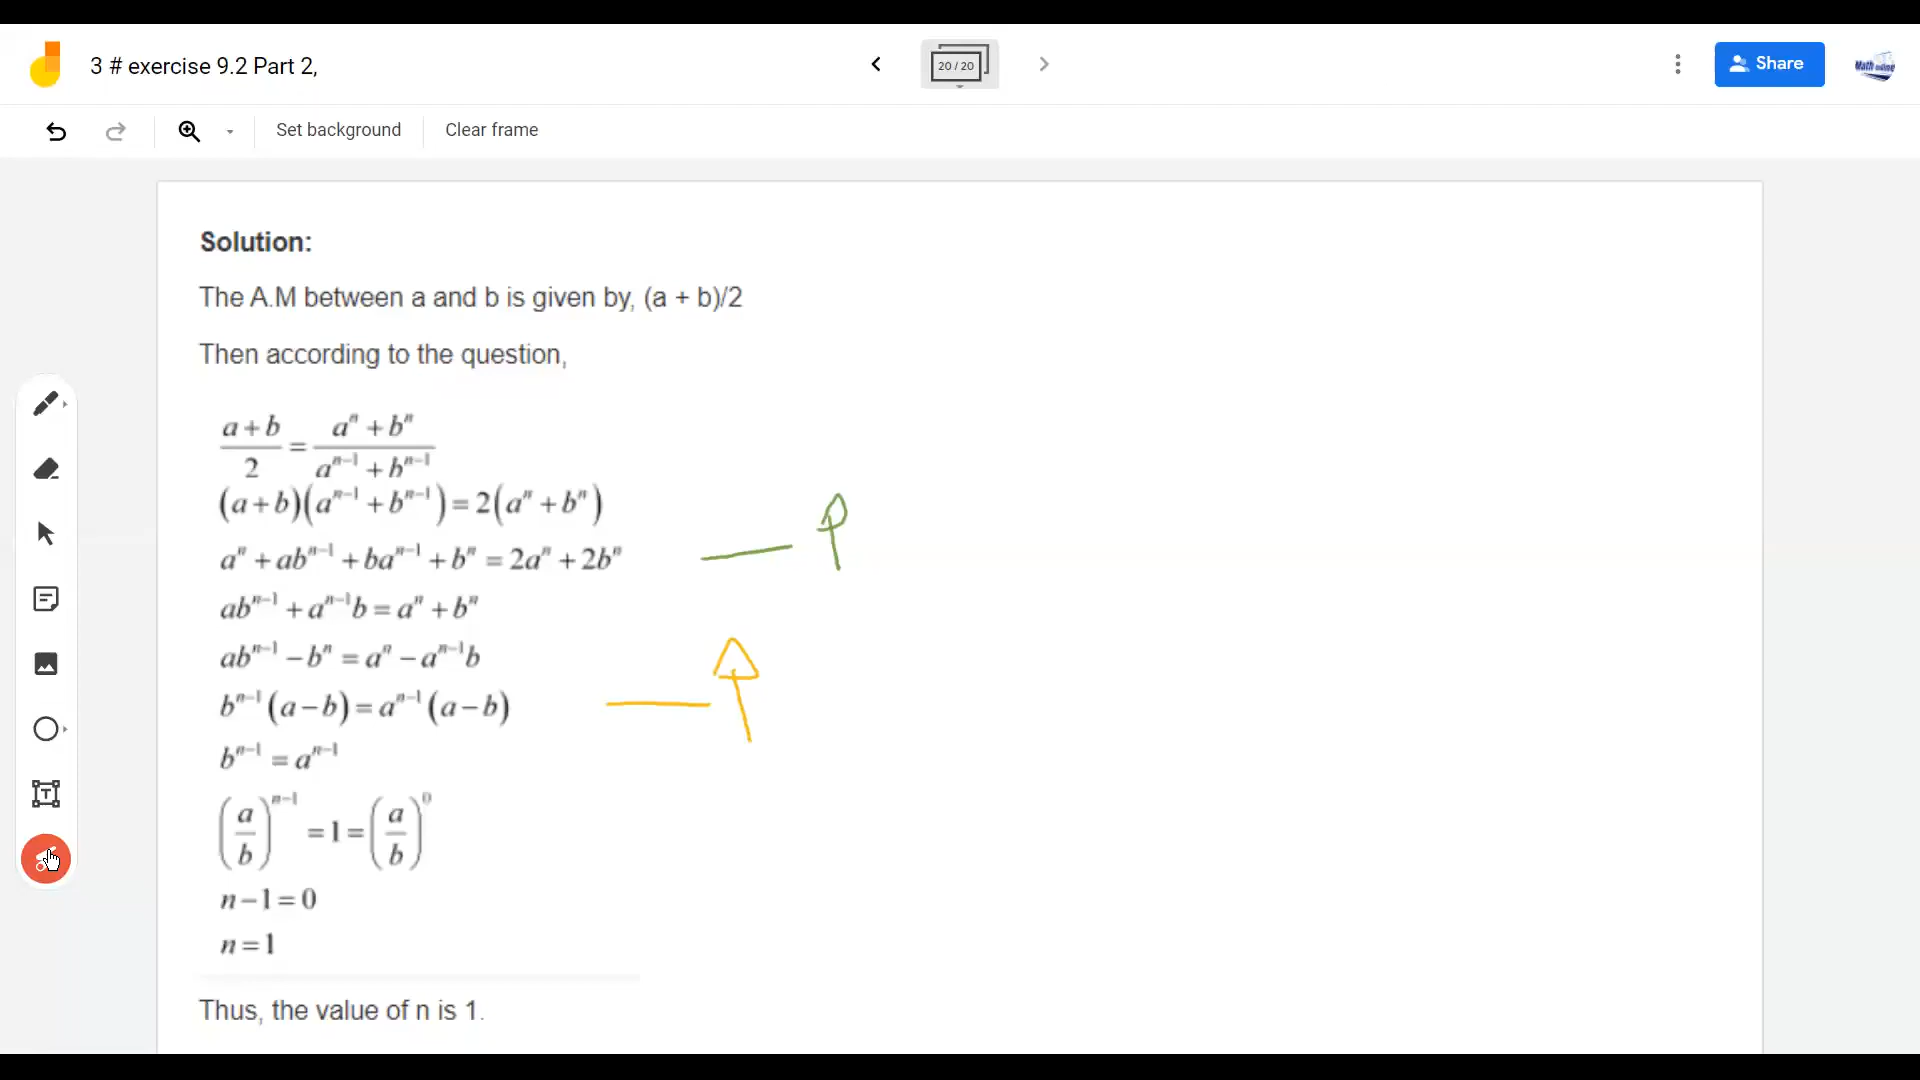 3 # exercise 9.2 Part 2,
20 / 20
Share
Math online
Set background
Clear frame
Solution:
The A.M between a and b is given by, (a + b)/2
Then according to the question,
(a+b)/2 = (aⁿ + bⁿ)/(aⁿ⁻¹ + bⁿ⁻¹)
(a+b)(aⁿ⁻¹ + bⁿ⁻¹) = 2(aⁿ + bⁿ)
aⁿ + abⁿ⁻¹ + baⁿ⁻¹ + bⁿ = 2aⁿ + 2bⁿ
abⁿ⁻¹ + aⁿ⁻¹b = aⁿ + bⁿ
abⁿ⁻¹ − bⁿ = aⁿ − aⁿ⁻¹b
bⁿ⁻¹(a−b) = aⁿ⁻¹(a−b)
bⁿ⁻¹ = aⁿ⁻¹
(a/b)ⁿ⁻¹ = 1 = (a/b)⁰
n−1=0
n=1
Thus, the value of n is 1.